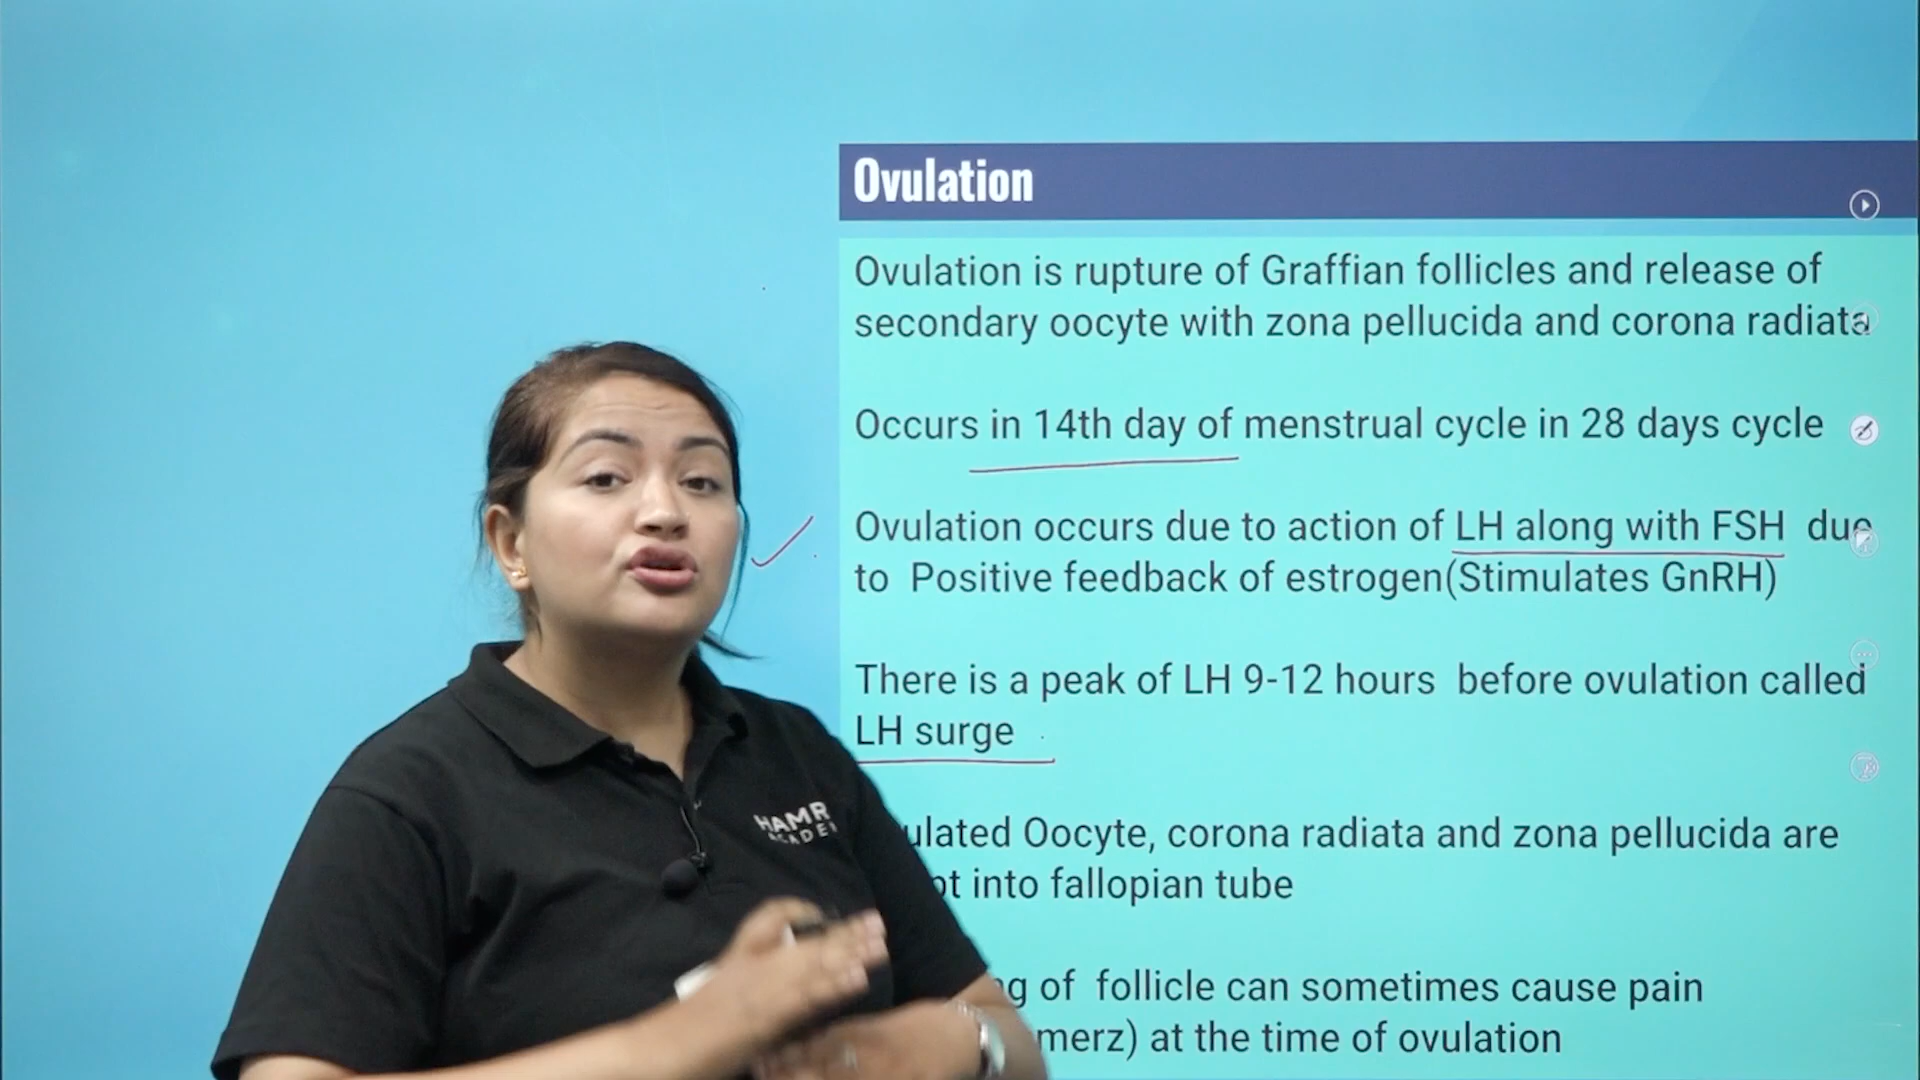 Ovulation
Ovulation is rupture of Graffian follicles and release of
secondary oocyte with zona pellucida and corona radiata
Occurs in 14th day of menstrual cycle in 28 days cycle
Ovulation occurs due to action of LH along with FSH due
to Positive feedback of estrogen(Stimulates GnRH)
There is a peak of LH 9-12 hours before ovulation called
LH surge
Oocyte, corona radiata and zona pellucida are
into fallopian tube
of follicle can sometimes cause pain
at the time of ovulation
HAMR